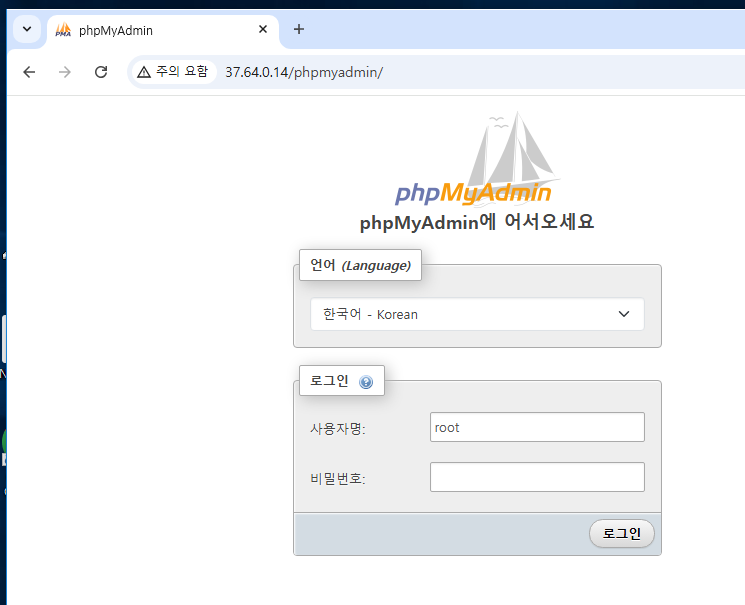 phpMyAdmin
주의 요함 37.64.0.14/phpmyadmin/
phpMyAdmin
phpMyAdmin에 어서오세요
언어 (Language)
한국어 - Korean
로그인
사용자명: root
비밀번호:
로그인